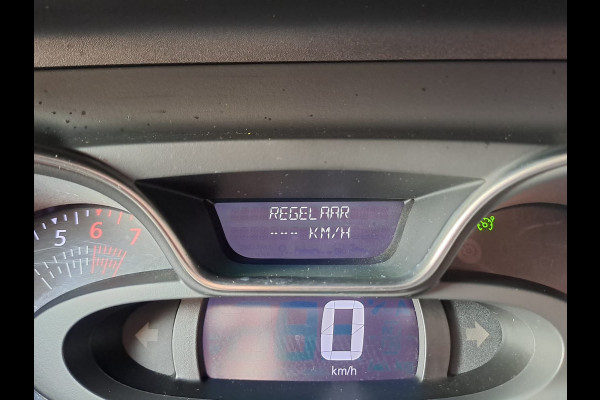 REGELAAR
--- KM/H
5 6 7
0
km/h